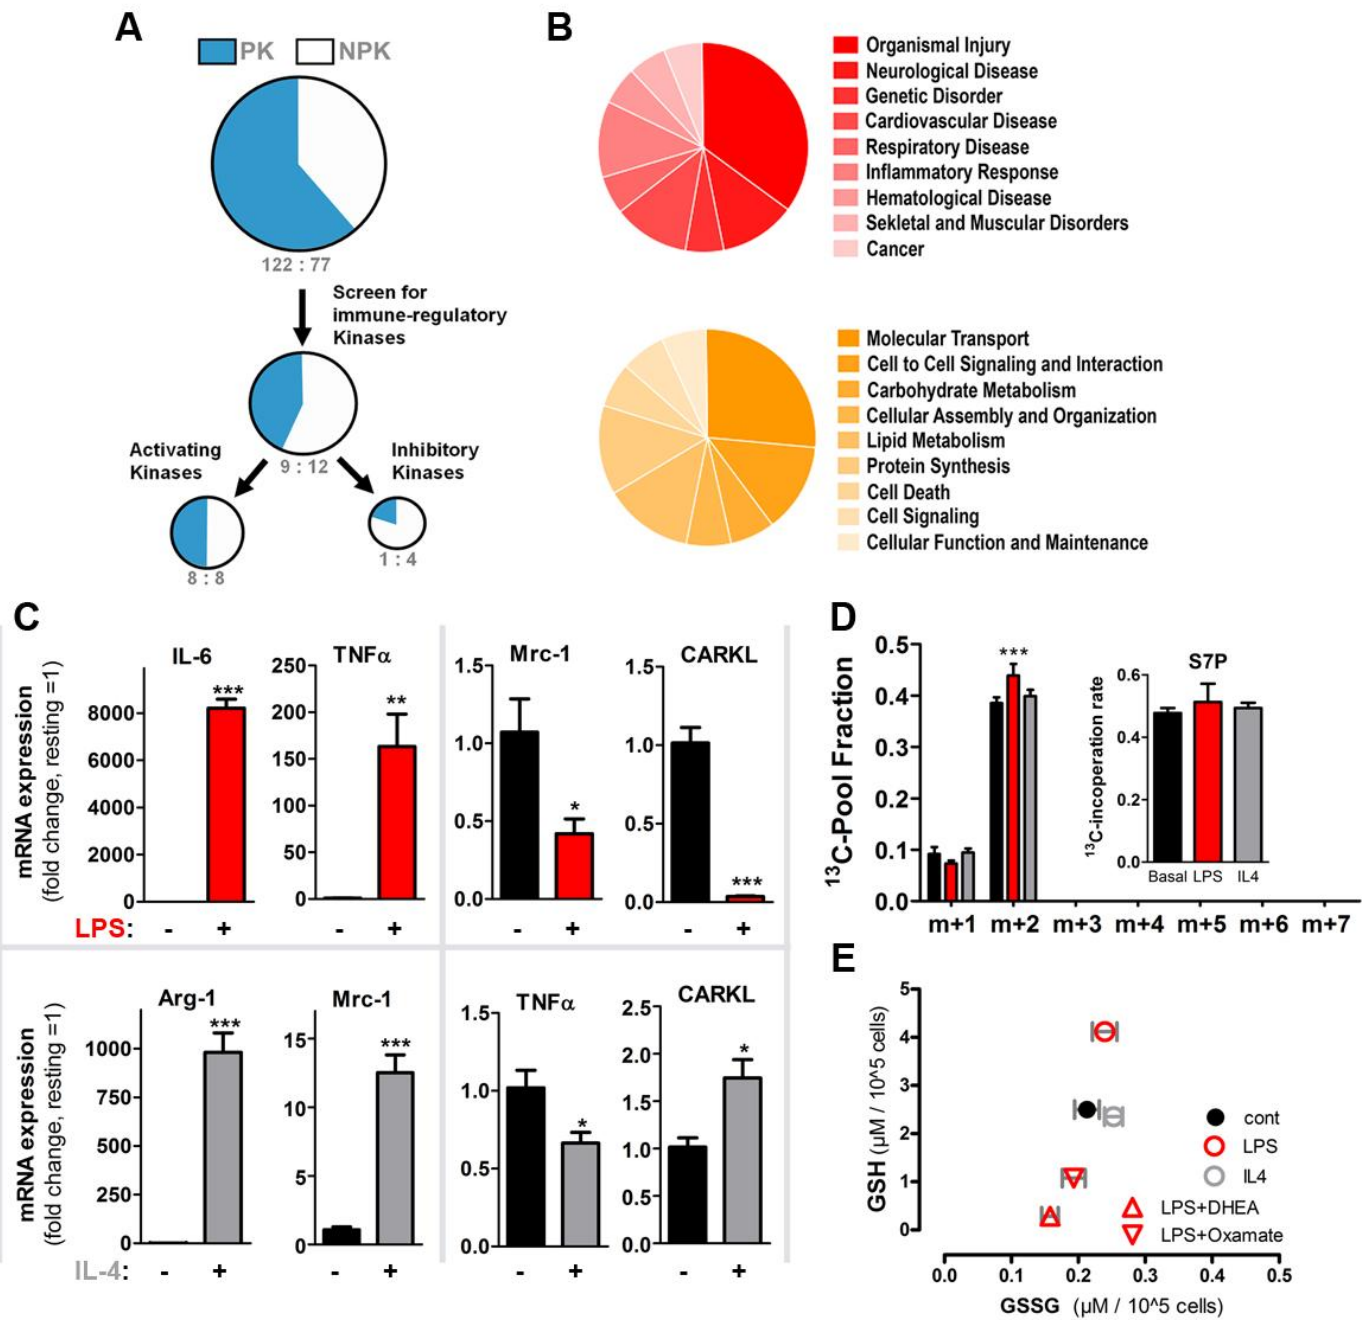 A
PK NPK
122 : 77
Screen for
immune-regulatory
Kinases
Activating
Kinases
9 : 12
Inhibitory
Kinases
8 : 8
1 : 4
B
Organismal Injury
Neurological Disease
Genetic Disorder
Cardiovascular Disease
Respiratory Disease
Inflammatory Response
Hematological Disease
Sekletal and Muscular Disorders
Cancer
Molecular Transport
Cell to Cell Signaling and Interaction
Carbohydrate Metabolism
Cellular Assembly and Organization
Lipid Metabolism
Protein Synthesis
Cell Death
Cell Signaling
Cellular Function and Maintenance
C
mRNA expression
(fold change, resting =1)
IL-6
***
8000
6000
4000
2000
0
TNFα
**
250
200
150
100
50
0
Mrc-1
*
1.5
1.0
0.5
0.0
CARKL
***
1.5
1.0
0.5
0.0
LPS: - + - + - + - +
mRNA expression
(fold change, resting =1)
Arg-1
***
1000
750
500
250
0
Mrc-1
***
15
10
5
0
TNFα
*
1.5
1.0
0.5
0.0
CARKL
*
2.5
2.0
1.5
1.0
0.5
0.0
IL-4: - + - + - + - +
D
¹³C-Pool Fraction
0.5
0.4
0.3
0.2
0.1
0.0
***
m+1 m+2 m+3 m+4 m+5 m+6 m+7
S7P
¹³C-incoperation rate
0.6
0.4
0.2
0.0
Basal LPS IL4
E
GSH (µM / 10^5 cells)
5
4
3
2
1
0
cont
LPS
IL4
LPS+DHEA
LPS+Oxamate
0.0 0.1 0.2 0.3 0.4 0.5
GSSG (µM / 10^5 cells)